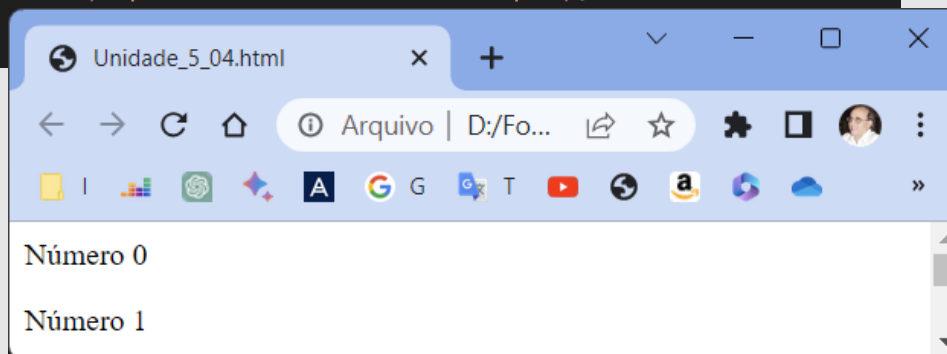 Unidade_5_04.html
Arquivo | D:/Fo...
I A G G T a »
Número 0
Número 1